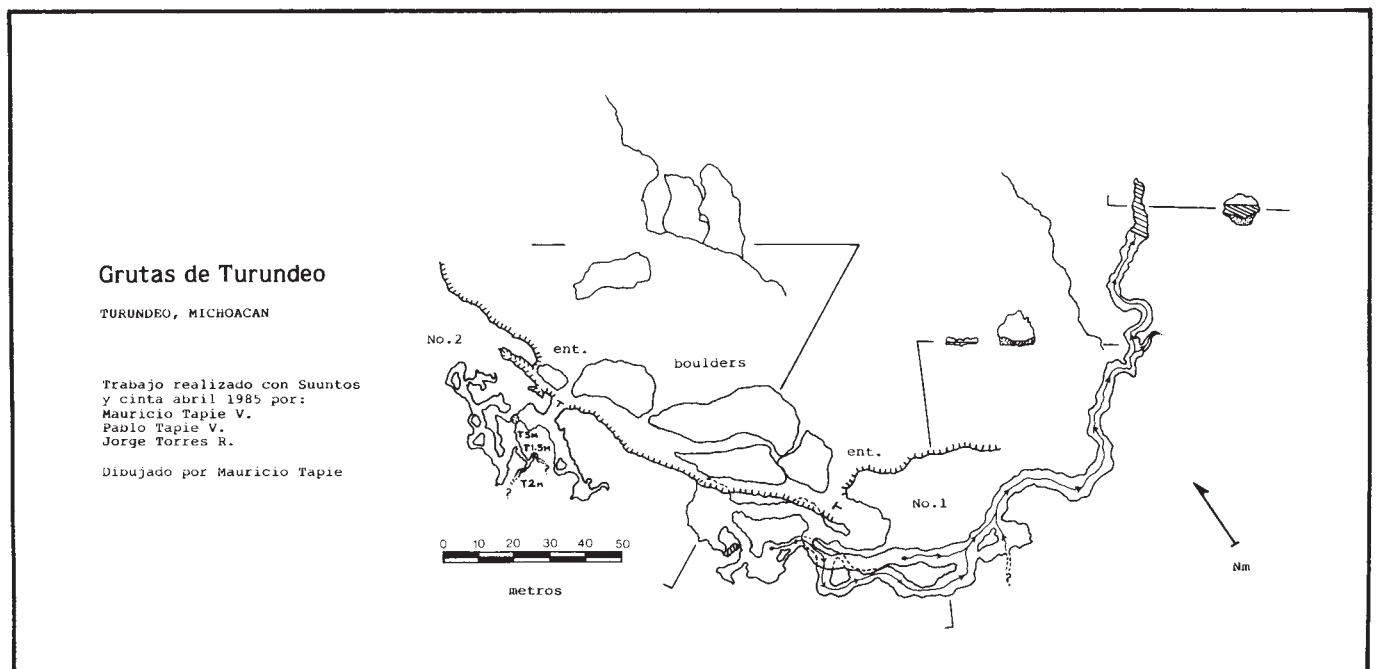 Grutas de Turundeo
TURUNDEO, MICHOACAN
Trabajo realizado con Suuntos
y cinta abril 1985 por:
Mauricio Tapie V.
Pablo Tapie V.
Jorge Torres R.
Dibujado por Mauricio Tapie
No.2
ent.
boulders
T
T5M
T1.5M
?
T2M
?
ent.
T
No.1
?
0 10 20 30 40 50
metros
Nm